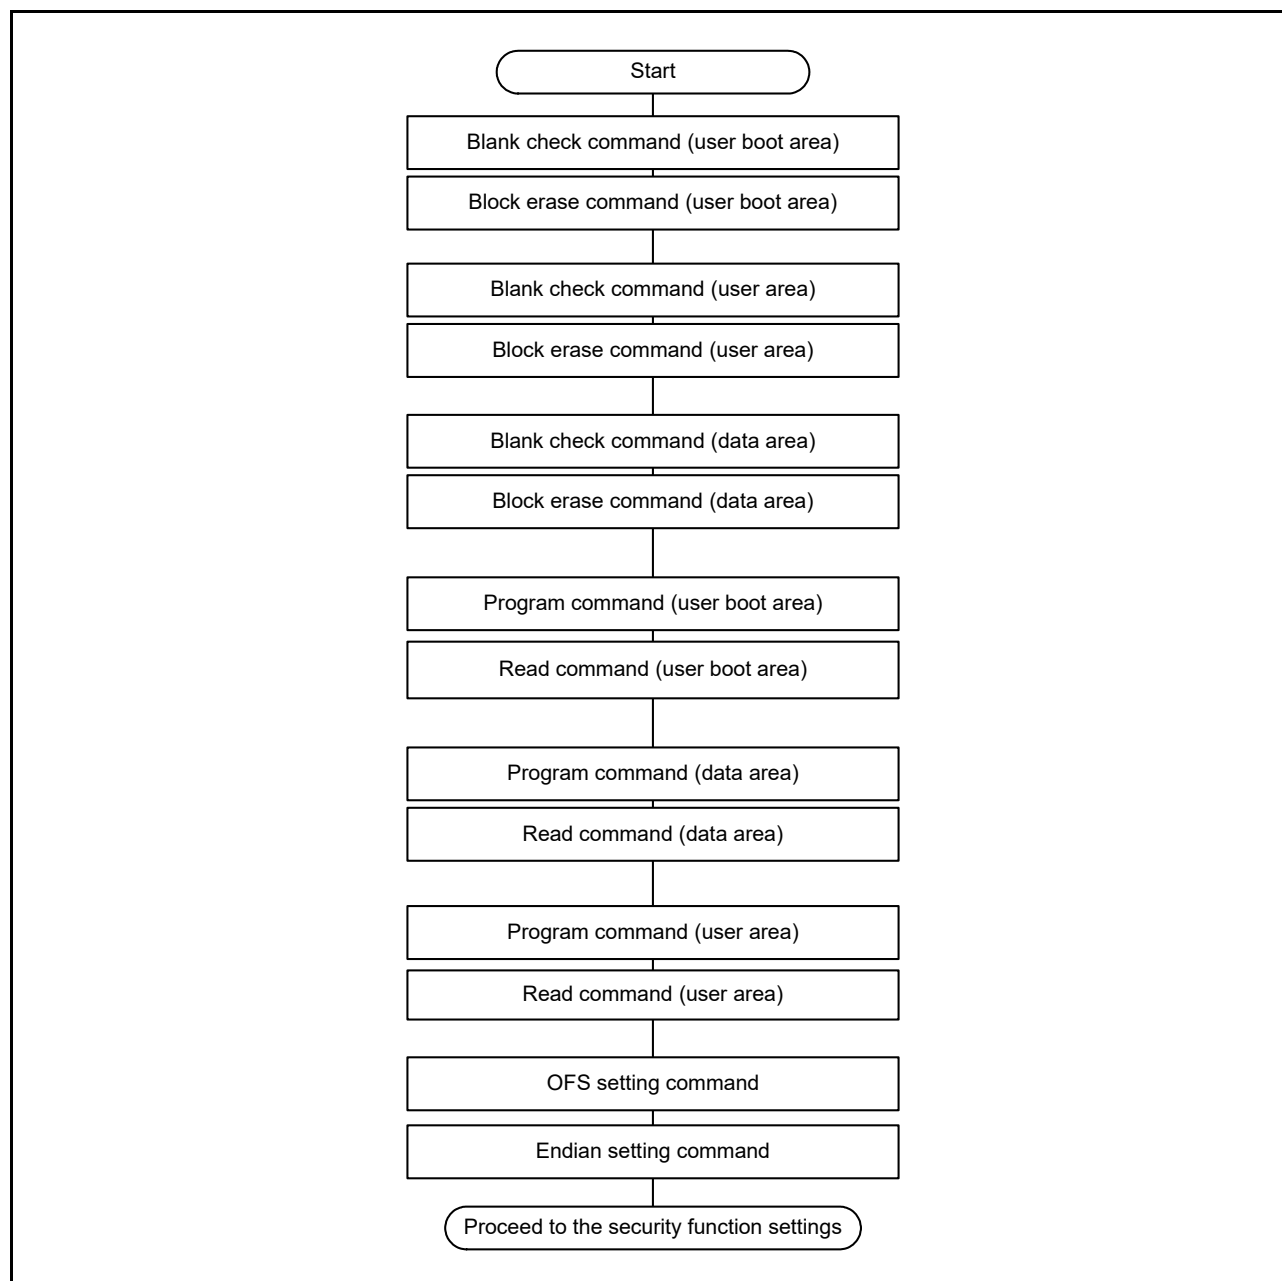 Start
Blank check command (user boot area)
Block erase command (user boot area)
Blank check command (user area)
Block erase command (user area)
Blank check command (data area)
Block erase command (data area)
Program command (user boot area)
Read command (user boot area)
Program command (data area)
Read command (data area)
Program command (user area)
Read command (user area)
OFS setting command
Endian setting command
Proceed to the security function settings